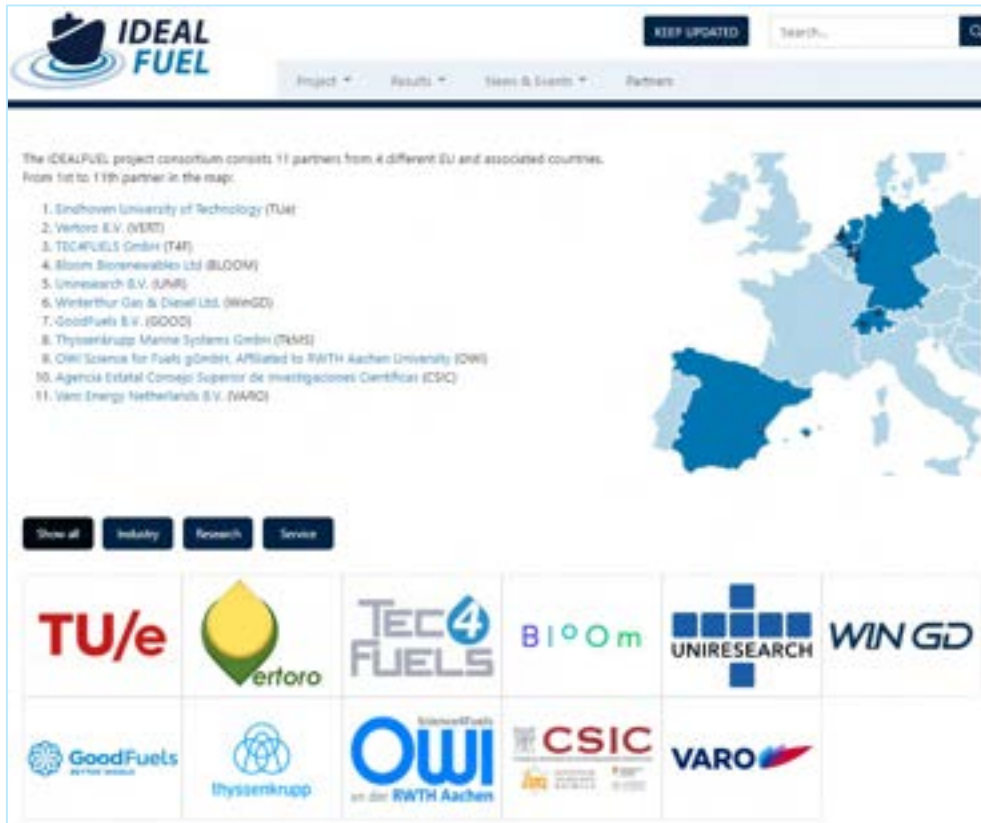 IDEAL
FUEL
KEEP UPDATED
Search...
Project
Results
News & Events
Partners
The IDEALFUEL project consortium consists 11 partners from 4 different EU and associated countries.
From 1st to 11th partner in the map:
1. Eindhoven University of Technology (TUe)
2. Vertoro B.V. (VERT)
3. TEC4FUELS GmbH (T4F)
4. Bloom Biorenewables Ltd (BLOOM)
5. Uniresearch B.V. (UNR)
6. Winterthur Gas & Diesel Ltd. (WinGD)
7. GoodFuels B.V. (GOOD)
8. Thyssenkrupp Marine Systems GmbH (TkMS)
9. OWI Science for Fuels gGmbH, Affiliated to RWTH Aachen University (OWI)
10. Agencia Estatal Consejo Superior de Investigaciones Científicas (CSIC)
11. Varo Energy Netherlands B.V. (VARO)
Show all
Industry
Research
Service
TU/e
Vertoro
TEC4
FUELS
BloOm
UNIRESEARCH
WIN GD
GoodFuels
BETTER WORLD
thyssenkrupp
Science4Fuels
OWI
an der RWTH Aachen
CSIC
VARO